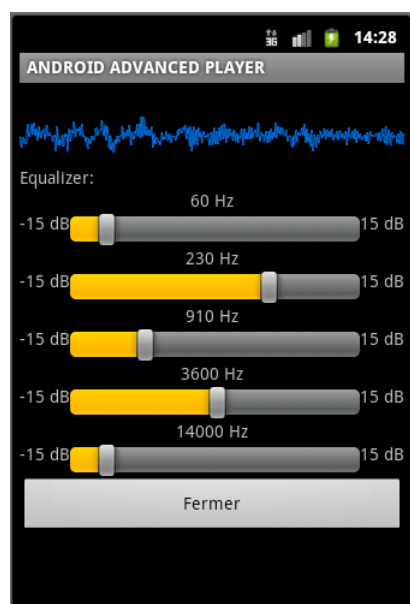 3G 14:28
ANDROID ADVANCED PLAYER
Equalizer:
60 Hz
-15 dB 15 dB
230 Hz
-15 dB 15 dB
910 Hz
-15 dB 15 dB
3600 Hz
-15 dB 15 dB
14000 Hz
-15 dB 15 dB
Fermer